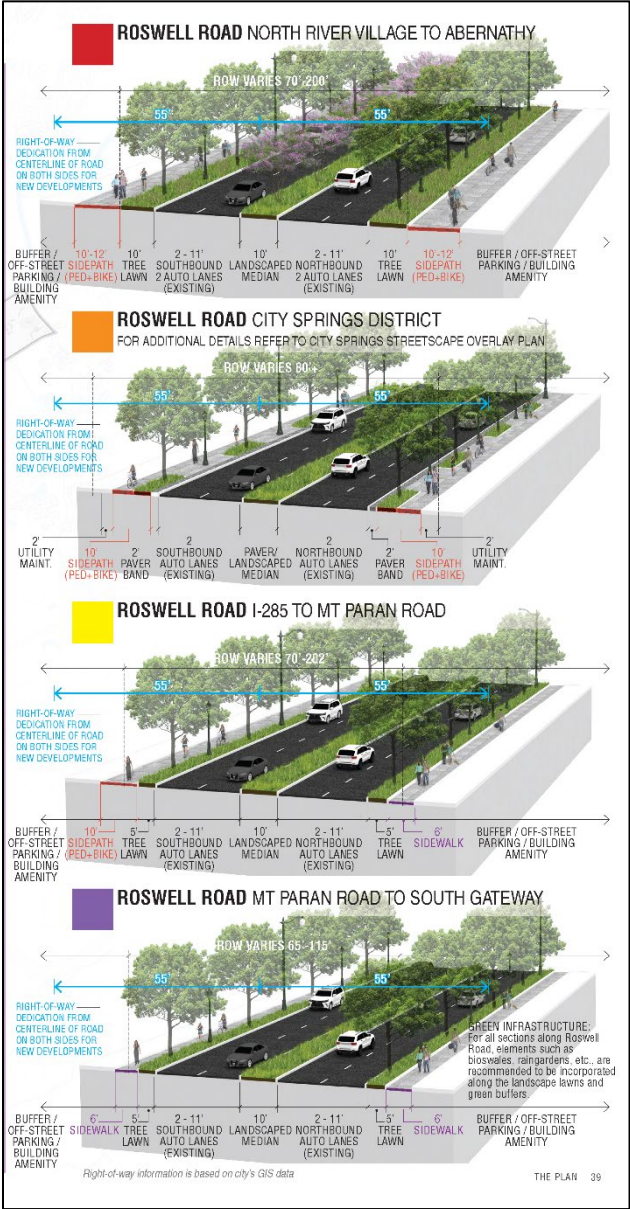 ROSWELL ROAD NORTH RIVER VILLAGE TO ABERNATHY
ROW VARIES 70'-200'
55' 55'
RIGHT-OF-WAY
DEDICATION FROM
CENTERLINE OF ROAD
ON BOTH SIDES FOR
NEW DEVELOPMENTS
BUFFER /
OFF-STREET
PARKING /
BUILDING
AMENITY
10'-12'
SIDEPATH
(PED+BIKE)
10'
TREE
LAWN
2 - 11'
SOUTHBOUND
2 AUTO LANES
(EXISTING)
10'
LANDSCAPED
MEDIAN
2 - 11'
NORTHBOUND
2 AUTO LANES
(EXISTING)
10'
TREE
LAWN
10'-12'
SIDEPATH
(PED+BIKE)
BUFFER / OFF-STREET
PARKING / BUILDING
AMENITY
ROSWELL ROAD CITY SPRINGS DISTRICT
FOR ADDITIONAL DETAILS REFER TO CITY SPRINGS STREETSCAPE OVERLAY PLAN
ROW VARIES 80'+
55' 55'
RIGHT-OF-WAY
DEDICATION FROM
CENTERLINE OF ROAD
ON BOTH SIDES FOR
NEW DEVELOPMENTS
2'
UTILITY
MAINT.
10'
SIDEPATH
(PED+BIKE)
2'
PAVER
BAND
2
SOUTHBOUND
AUTO LANES
(EXISTING)
PAVER/
LANDSCAPED
MEDIAN
2
NORTHBOUND
AUTO LANES
(EXISTING)
2'
PAVER
BAND
10'
SIDEPATH
(PED+BIKE)
2'
UTILITY
MAINT.
ROSWELL ROAD I-285 TO MT PARAN ROAD
ROW VARIES 70'-202'
55' 55'
RIGHT-OF-WAY
DEDICATION FROM
CENTERLINE OF ROAD
ON BOTH SIDES FOR
NEW DEVELOPMENTS
BUFFER /
OFF-STREET
PARKING /
BUILDING
AMENITY
10'
SIDEPATH
(PED+BIKE)
5'
TREE
LAWN
2 - 11'
SOUTHBOUND
AUTO LANES
(EXISTING)
10'
LANDSCAPED
MEDIAN
2 - 11'
NORTHBOUND
AUTO LANES
(EXISTING)
5'
TREE
LAWN
6'
SIDEWALK
BUFFER / OFF-STREET
PARKING / BUILDING
AMENITY
ROSWELL ROAD MT PARAN ROAD TO SOUTH GATEWAY
ROW VARIES 65'-115'
55' 55'
RIGHT-OF-WAY
DEDICATION FROM
CENTERLINE OF ROAD
ON BOTH SIDES FOR
NEW DEVELOPMENTS
GREEN INFRASTRUCTURE:
For all sections along Roswell
Road, elements such as
bioswales, raingardens, etc., are
recommended to be incorporated
along the landscape lawns and
green buffers.
BUFFER /
OFF-STREET
PARKING /
BUILDING
AMENITY
6'
SIDEWALK
5'
TREE
LAWN
2 - 11'
SOUTHBOUND
AUTO LANES
(EXISTING)
10'
LANDSCAPED
MEDIAN
2 - 11'
NORTHBOUND
AUTO LANES
(EXISTING)
5'
TREE
LAWN
6'
SIDEWALK
BUFFER / OFF-STREET
PARKING / BUILDING
AMENITY
Right-of-way information is based on city's GIS data
THE PLAN 39